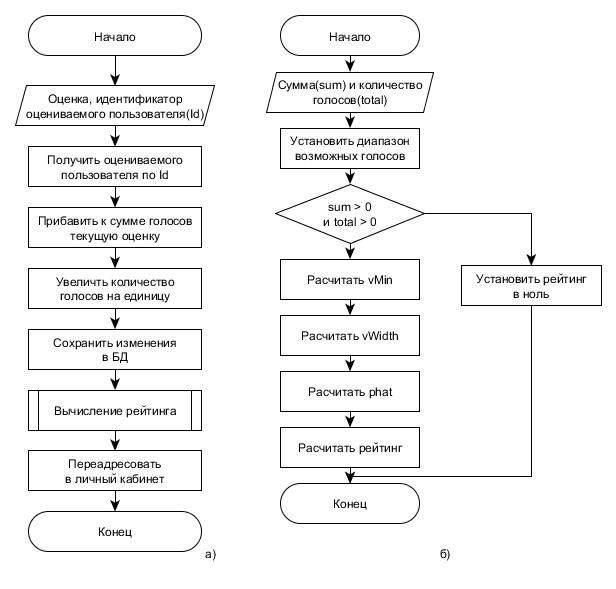 Начало
Оценка, идентификатор
оцениваемого пользователя(Id)
Получить оцениваемого
пользователя по Id
Прибавить к сумме голосов
текущую оценку
Увеличть количество
голосов на единицу
Сохранить изменения
в БД
Вычисление рейтинга
Переадресовать
в личный кабинет
Конец
а)
Начало
Сумма(sum) и количество
голосов(total)
Установить диапазон
возможных голосов
sum > 0
и total > 0
Расчитать vMin
Установить рейтинг
в ноль
Расчитать vWidth
Расчитать phat
Расчитать рейтинг
Конец
б)